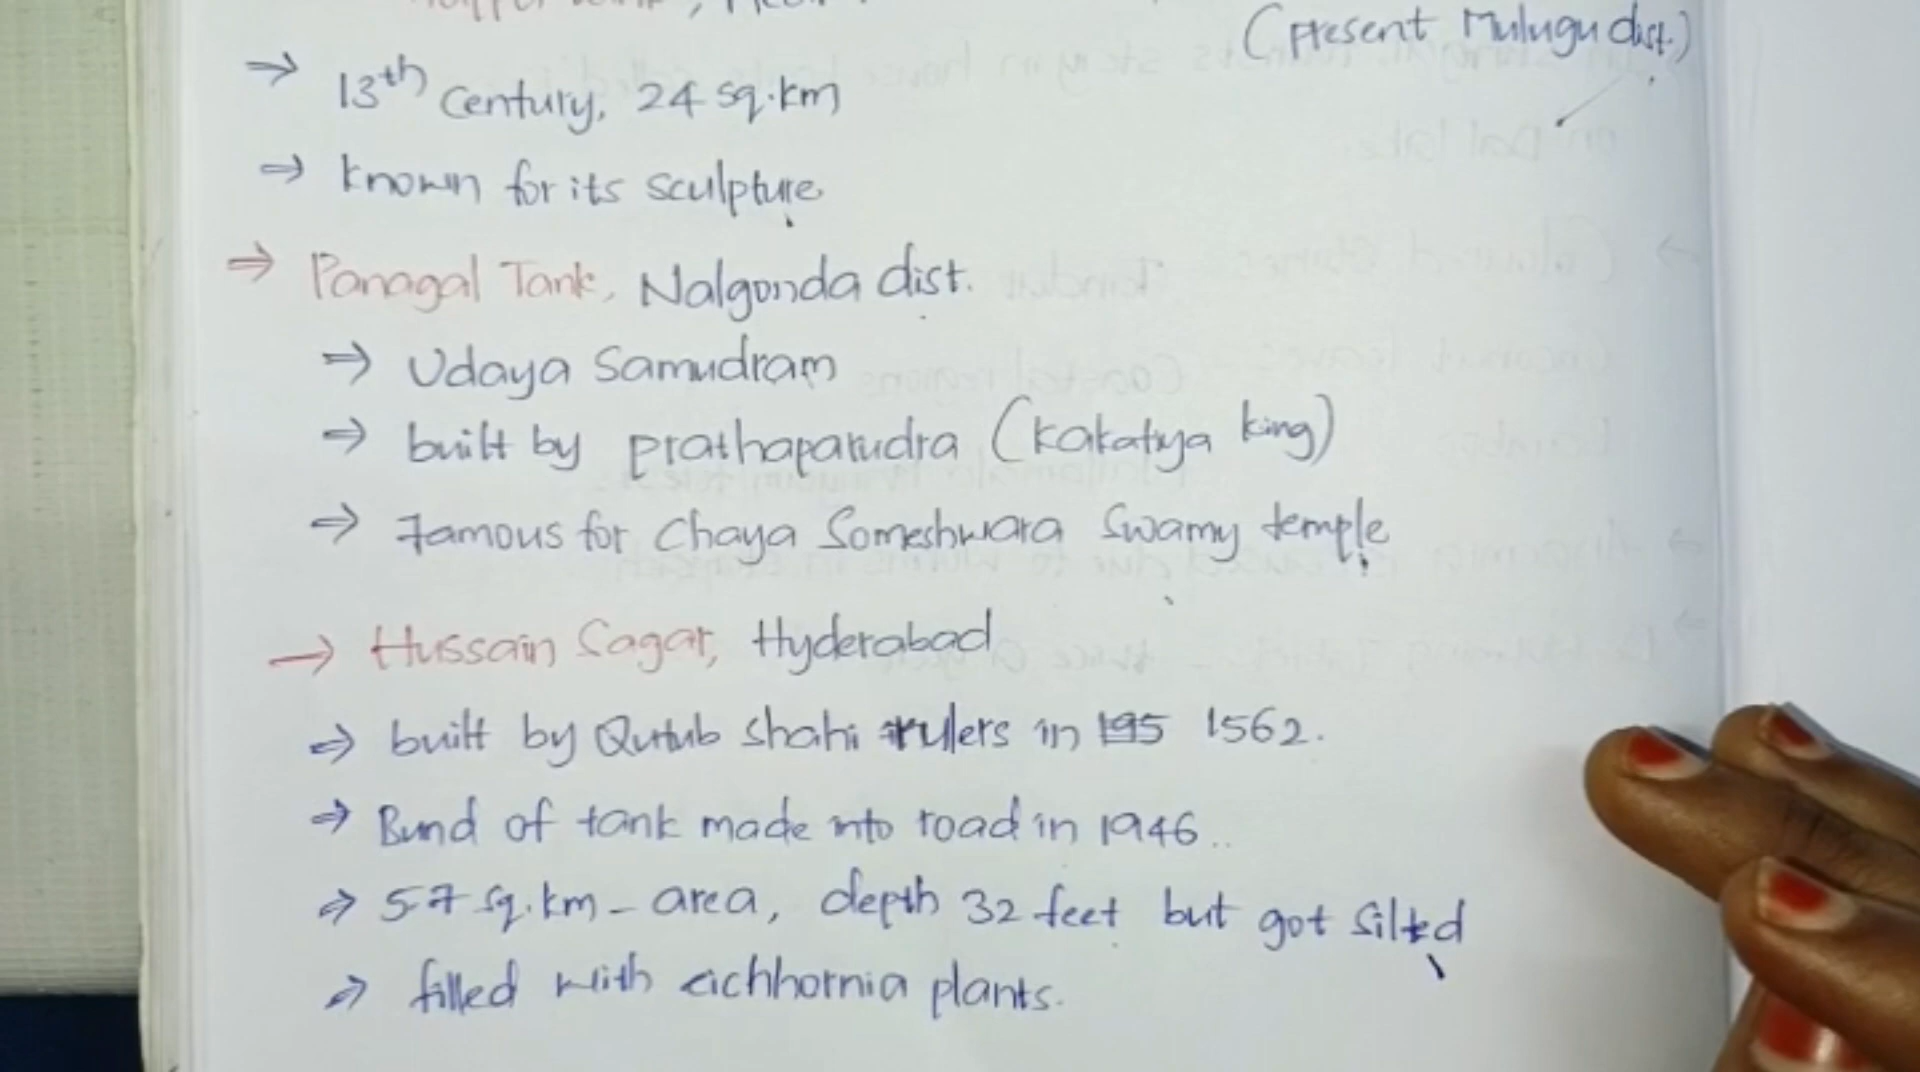 (present Mulugu dist.)
⇒ 13th century, 24 sq.km
⇒ known for its sculpture
⇒ Panagal Tank, Nalgonda dist.
⇒ Udaya Samudram
⇒ built by prathaparudra (kakatiya king)
⇒ famous for Chaya Someshwara Swamy temple
→ Hussain Sagar, Hyderabad
⇒ built by Qutub shahi rulers in 195 1562.
⇒ Bund of tank made into road in 1946..
⇒ 5.7 sq.km - area, depth 32 feet but got silted
⇒ filled with eichhornia plants.